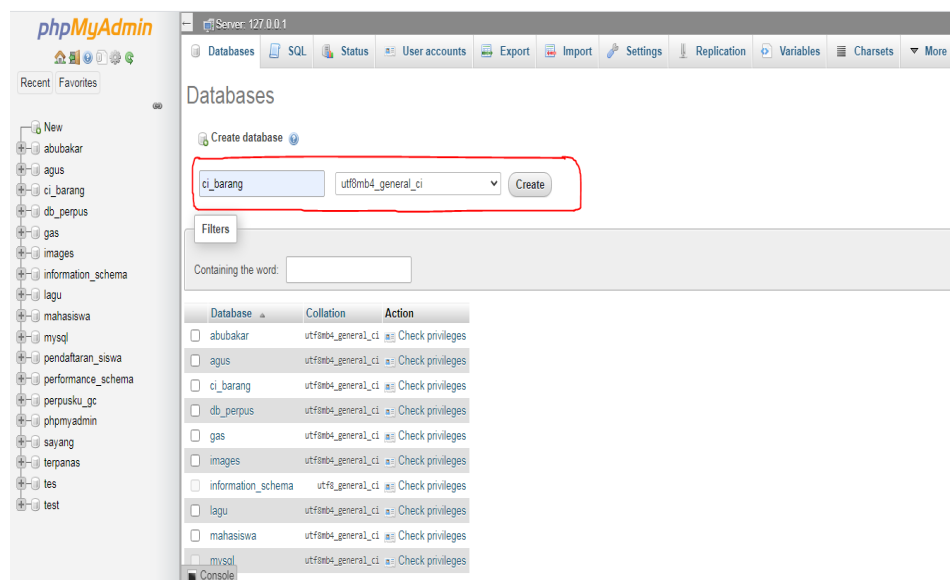 phpMyAdmin
Recent Favorites
New
abubakar
agus
ci_barang
db_perpus
gas
images
information_schema
lagu
mahasiswa
mysql
pendaftaran_siswa
performance_schema
perpusku_gc
phpmyadmin
sayang
terpanas
tes
test
Server: 127.0.0.1
Databases SQL Status User accounts Export Import Settings Replication Variables Charsets More
Databases
Create database
ci_barang utf8mb4_general_ci Create
Filters
Containing the word:
Database Collation Action
abubakar utf8mb4_general_ci Check privileges
agus utf8mb4_general_ci Check privileges
ci_barang utf8mb4_general_ci Check privileges
db_perpus utf8mb4_general_ci Check privileges
gas utf8mb4_general_ci Check privileges
images utf8mb4_general_ci Check privileges
information_schema utf8_general_ci Check privileges
lagu utf8mb4_general_ci Check privileges
mahasiswa utf8mb4_general_ci Check privileges
mysql utf8mb4_general_ci Check privileges
Console